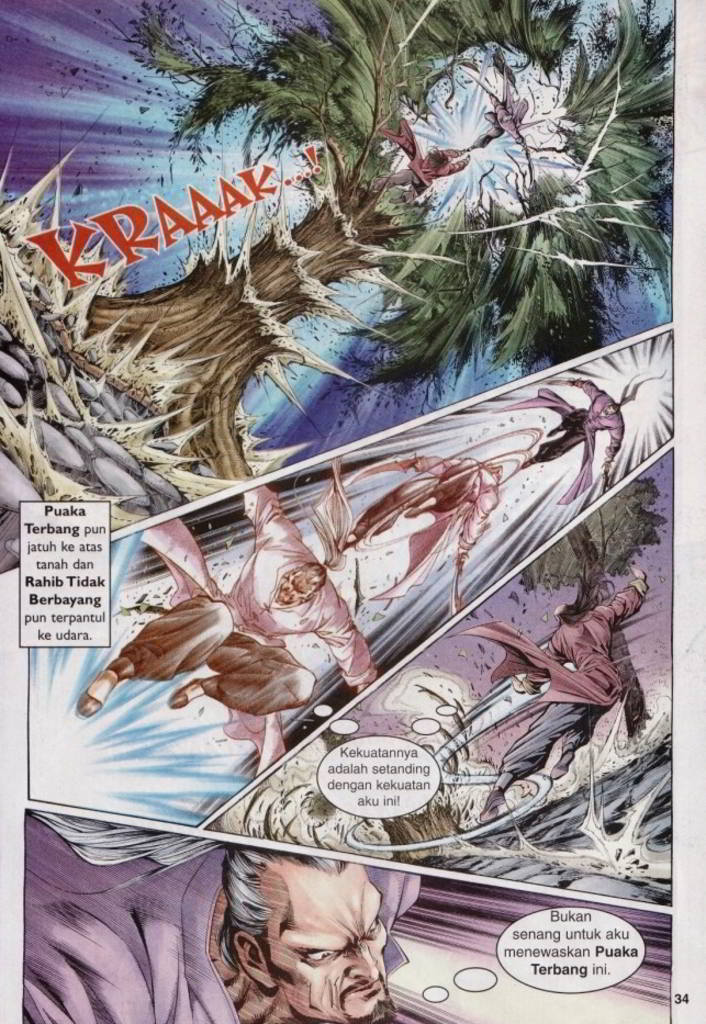 KRAAAK...!
Puaka
Terbang pun
jatuh ke atas
tanah dan
Rahib Tidak
Berbayang
pun terpantul
ke udara.
Kekuatannya
adalah setanding
dengan kekuatan
aku ini!
Bukan
senang untuk aku
menewaskan Puaka
Terbang ini.
34